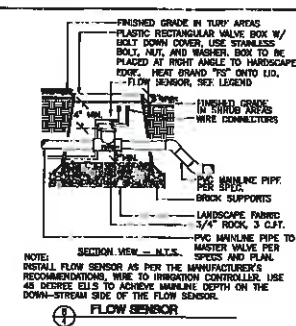 FINISHED GRADE IN TURF AREAS
PLASTIC RECTANGULAR VALVE BOX W/
BOLT DOWN COVER, USE STAINLESS
BOLT, NUT, AND WASHER. BOX TO BE
PLACED AT RIGHT ANGLE TO HARDSCAPE
EDGE. HEAT BRAND "FS" ONTO LID.
FLOW SENSOR, SEE LEGEND
FINISHED GRADE
IN SHRUB AREAS
WIRE CONNECTORS
4" MIN.
MIN.
PVC MAINLINE PIPE
PER SPEC.
BRICK SUPPORTS
LANDSCAPE FABRIC
3/4" ROCK, 3 C.FT.
PVC MAINLINE PIPE TO
MASTER VALVE PER
SPECS AND PLAN.
SECTION VIEW - N.T.S.
NOTE:
INSTALL FLOW SENSOR AS PER THE MANUFACTURER'S
RECOMMENDATIONS, WIRE TO IRRIGATION CONTROLLER. USE
45 DEGREE ELLS TO ACHIEVE MAINLINE DEPTH ON THE
DOWN-STREAM SIDE OF THE FLOW SENSOR.
FLOW SENSOR